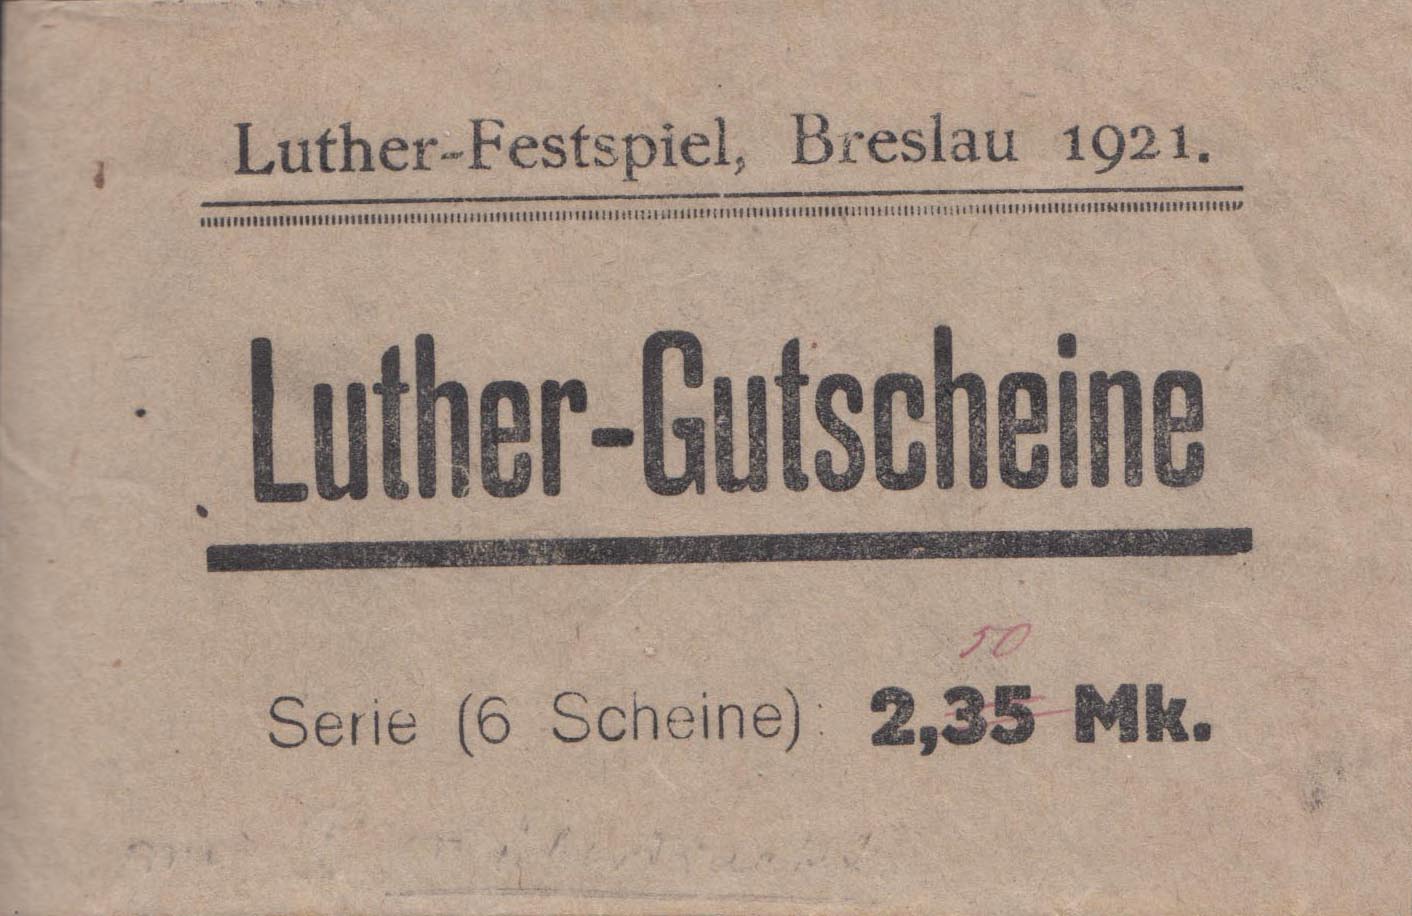 Luther-Festspiel, Breslau 1921.
Luther-Gutscheine
50
Serie (6 Scheine): 2,35 Mk.